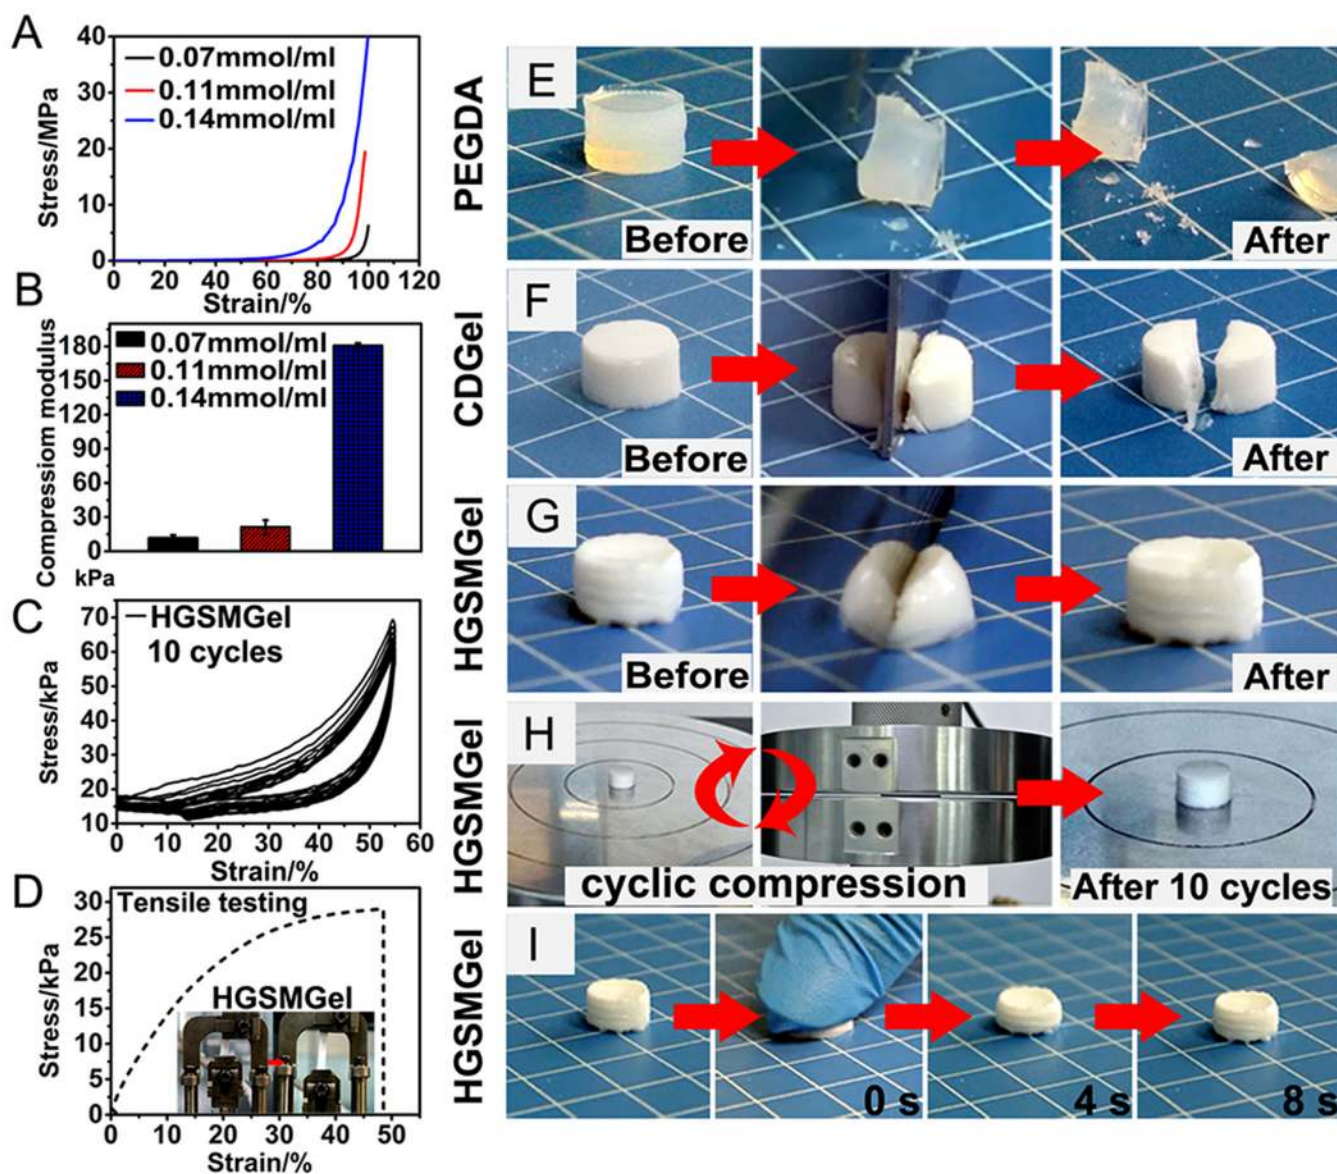 A
40
30
20
10
0
Stress/MPa
0.07mmol/ml
0.11mmol/ml
0.14mmol/ml
0 20 40 60 80 100 120
Strain/%
B
180
150
120
90
60
30
0
Compressiom modulus
kPa
0.07mmol/ml
0.11mmol/ml
0.14mmol/ml
C
70
60
50
40
30
20
10
Stress/kPa
HGSMGel
10 cycles
0 10 20 30 40 50 60
Strain/%
D
30
25
20
15
10
5
0
Stress/kPa
Tensile testing
HGSMGel
0 10 20 30 40 50
Strain/%
PEGDA
E
Before
After
CDGel
F
Before
After
HGSMGel
G
Before
After
HGSMGel
H
cyclic compression
After 10 cycles
HGSMGel
I
0 s
4 s
8 s